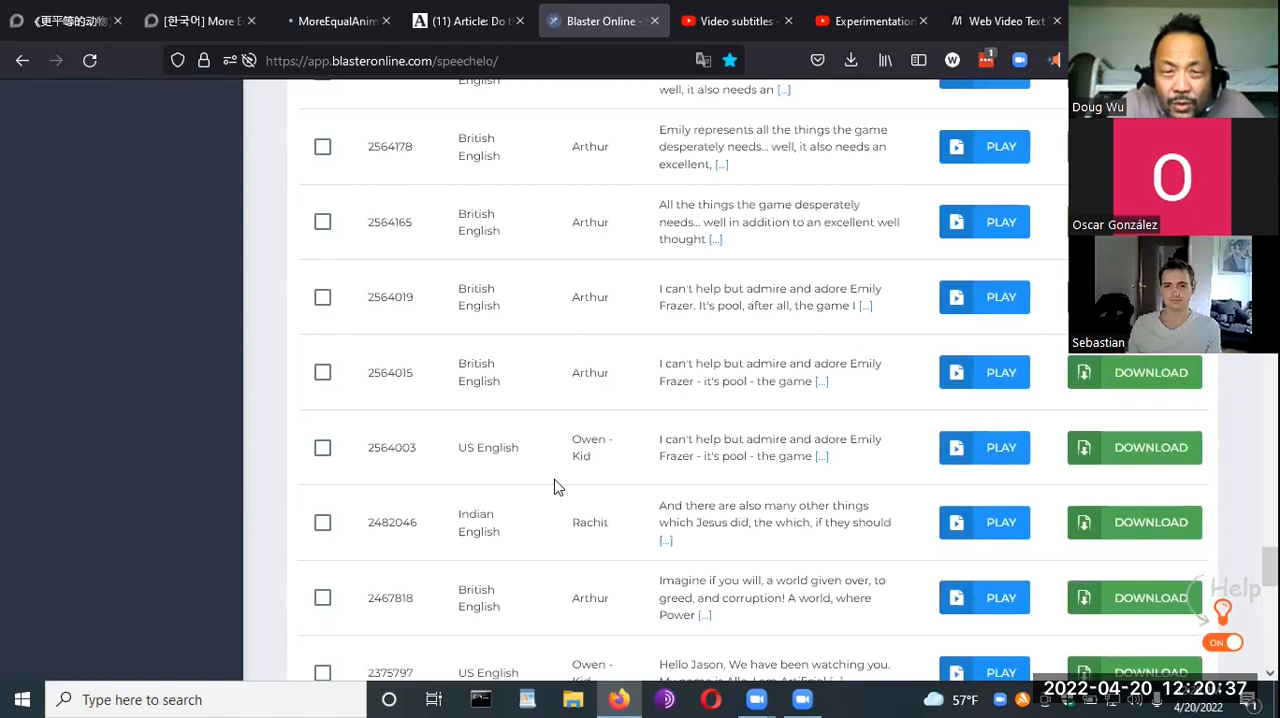 《更平等的动物
[한국어] More E
MoreEqualAnim
(11) Article: Do t
Blaster Online -
Video subtitles -
Experimentation
Web Video Text
https://app.blasteronline.com/speechelo/
Doug Wu
Oscar González
Sebastian
English
well, it also needs an [...]
2564178
British
English
Arthur
Emily represents all the things the game
desperately needs... well, it also needs an
excellent, [...]
PLAY
2564165
British
English
Arthur
All the things the game desperately
needs... well in addition to an excellent well
thought [...]
PLAY
2564019
British
English
Arthur
I can't help but admire and adore Emily
Frazer. It's pool, after all, the game I [...]
PLAY
2564015
British
English
Arthur
I can't help but admire and adore Emily
Frazer - it's pool - the game [...]
PLAY
DOWNLOAD
2564003
US English
Owen -
Kid
I can't help but admire and adore Emily
Frazer - it's pool - the game [...]
PLAY
DOWNLOAD
2482046
Indian
English
Rachit
And there are also many other things
which Jesus did, the which, if they should
[...]
PLAY
DOWNLOAD
2467818
British
English
Arthur
Imagine if you will, a world given over, to
greed, and corruption! A world, where
Power [...]
PLAY
DOWNLOAD
Help
ON
2375797
US English
Owen -
Kid
Hello Jason, We have been watching you.
PLAY
DOWNLOAD
Type here to search
57°F
2022-04-20 12:20:37
4/20/2022